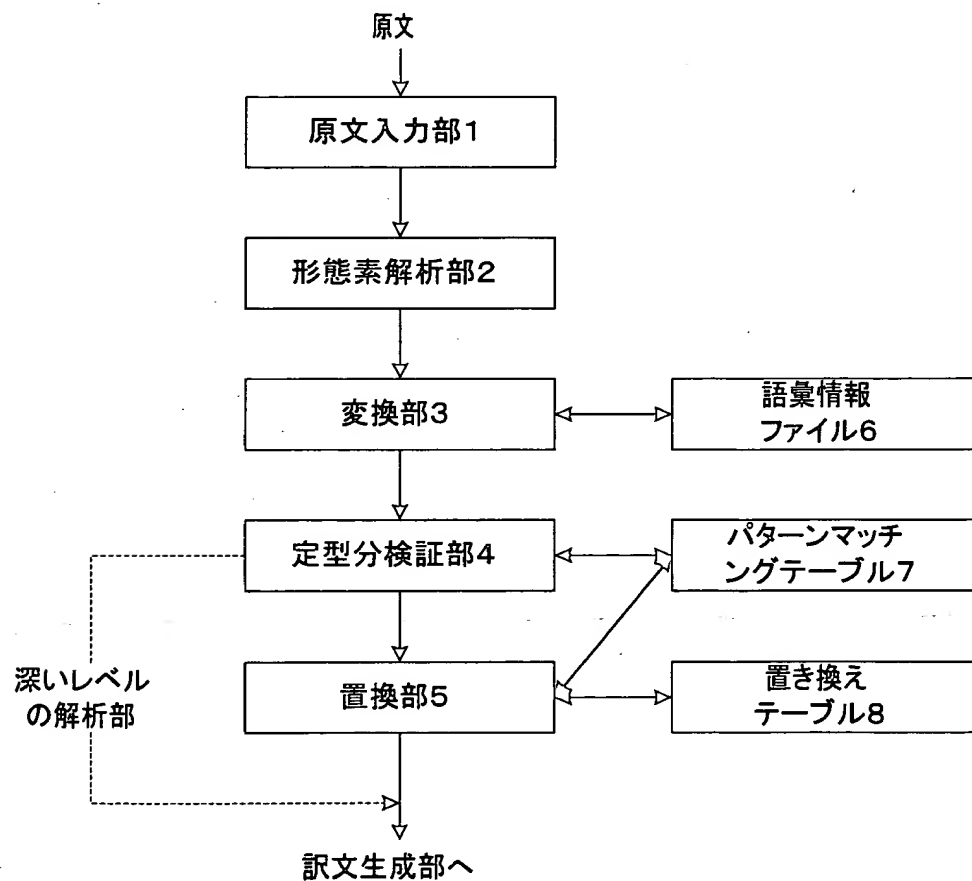 原文
原文入力部1
形態素解析部2
変換部3
語彙情報
ファイル6
定型分検証部4
パターンマッチ
ングテーブル7
深いレベル
の解析部
置換部5
置き換え
テーブル8
訳文生成部へ